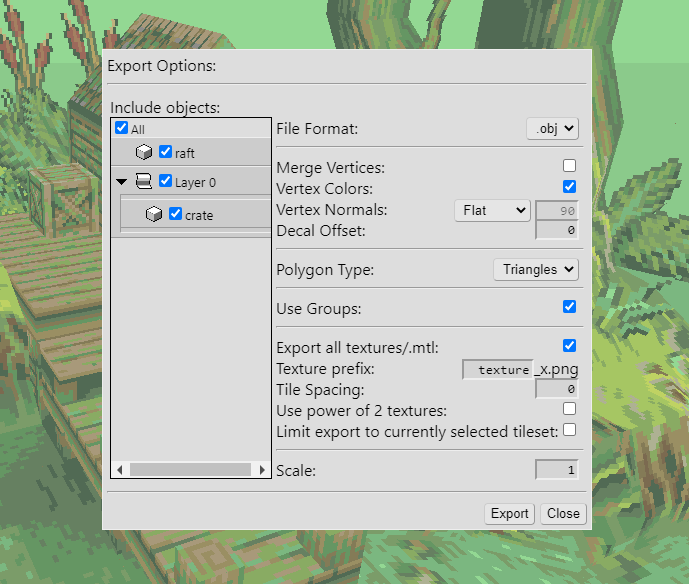 Export Options:
Include objects:
All
raft
Layer 0
crate
File Format: .obj
Merge Vertices:
Vertex Colors:
Vertex Normals: Flat 90
Decal Offset: 0
Polygon Type: Triangles
Use Groups:
Export all textures/.mtl:
Texture prefix: texture _x.png
Tile Spacing: 0
Use power of 2 textures:
Limit export to currently selected tileset:
Scale: 1
Export Close